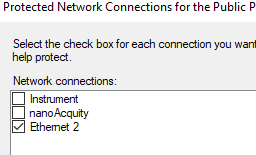 Protected Network Connections for the Public P
Select the check box for each connection you want
help protect.
Network connections:
Instrument
nanoAcquity
Ethernet 2